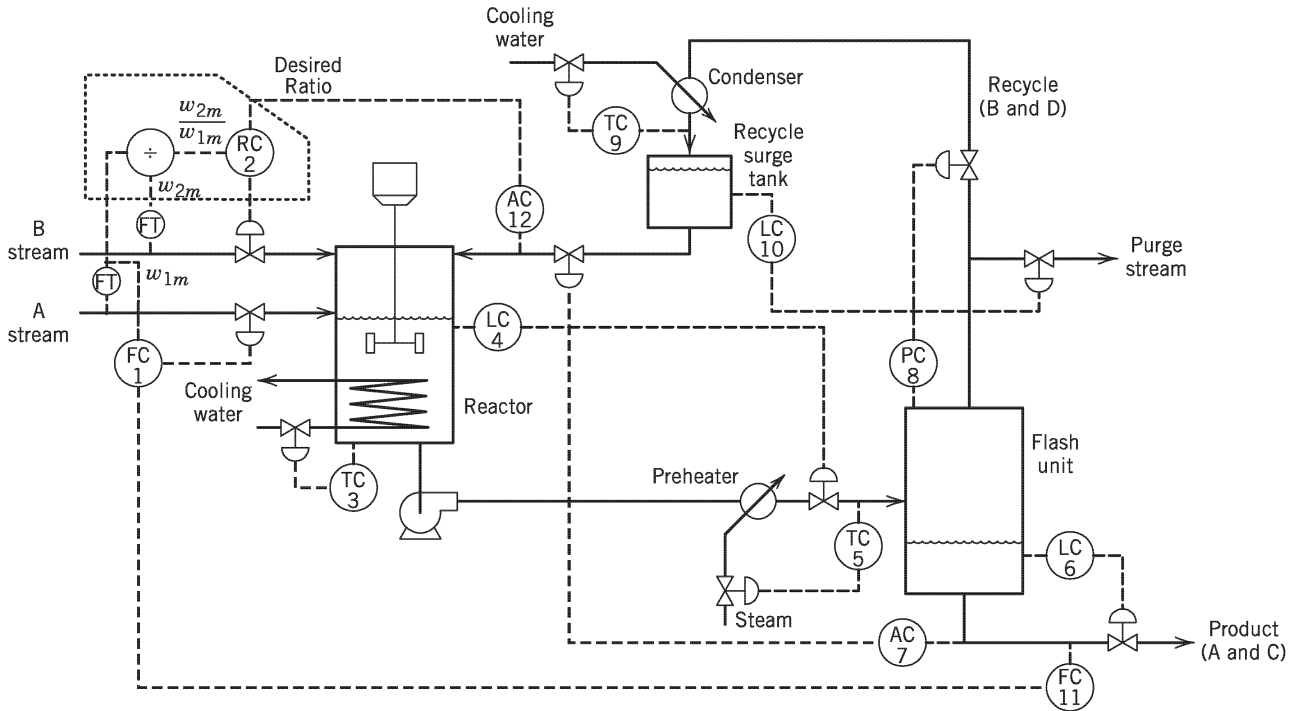 Cooling
water
Condenser
Recycle
(B and D)
Desired
Ratio
w2m
w1m
÷
RC
2
w2m
TC
9
Recycle
surge
tank
AC
12
LC
10
FT
B
stream
Purge
stream
FT
w1m
A
stream
LC
4
FC
1
PC
8
Cooling
water
Reactor
Flash
unit
TC
3
Preheater
TC
5
LC
6
Steam
AC
7
Product
(A and C)
FC
11